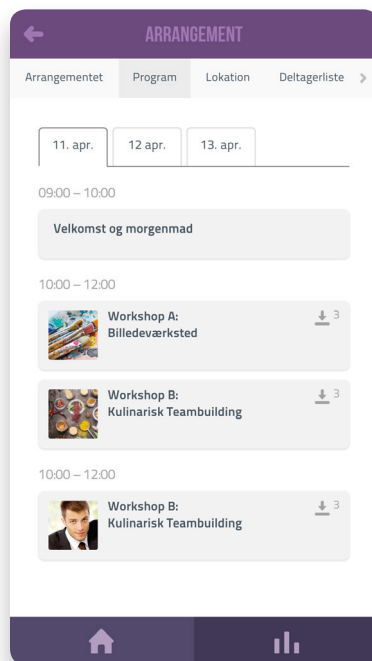 ARRANGEMENT
Arrangementet Program Lokation Deltagerliste
11. apr. 12 apr. 13. apr.
09:00 – 10:00
Velkomst og morgenmad
10:00 – 12:00
Workshop A: 3
Billedeværksted
Workshop B: 3
Kulinarisk Teambuilding
10:00 – 12:00
Workshop B: 3
Kulinarisk Teambuilding